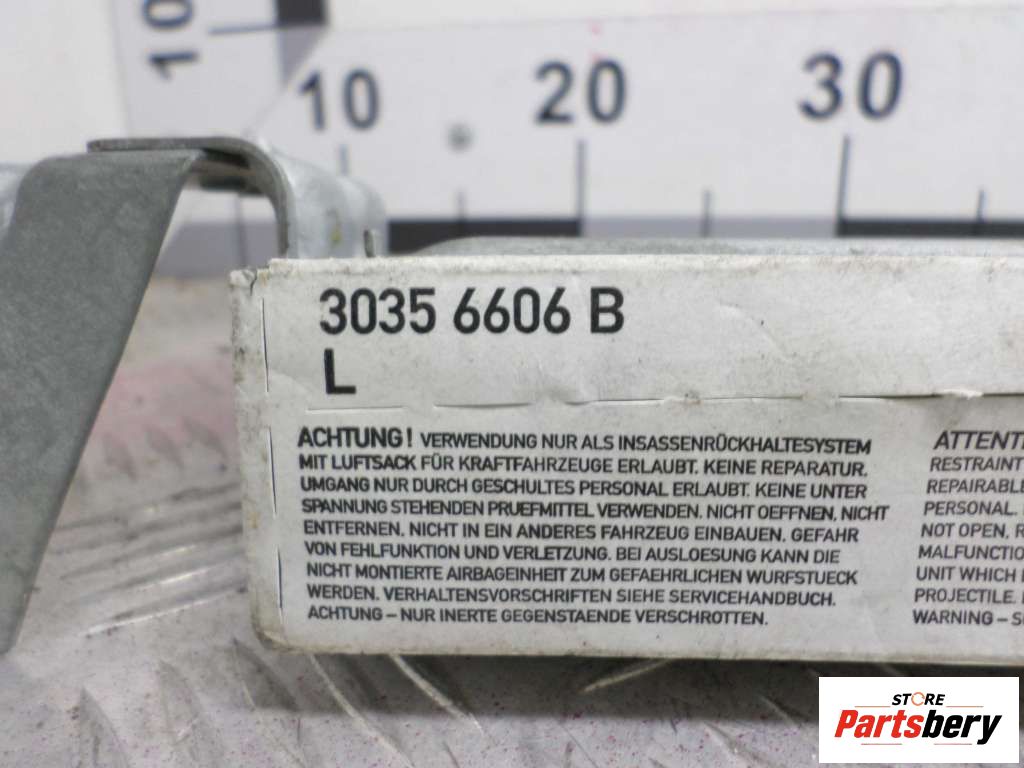 10
10
20
30
3035 6606 B
L
ACHTUNG! VERWENDUNG NUR ALS INSASSENRÜCKHALTESYSTEM
MIT LUFTSACK FÜR KRAFTFAHRZEUGE ERLAUBT. KEINE REPARATUR.
UMGANG NUR DURCH GESCHULTES PERSONAL ERLAUBT. KEINE UNTER
SPANNUNG STEHENDEN PRUEFMITTEL VERWENDEN. NICHT OEFFNEN, NICHT
ENTFERNEN. NICHT IN EIN ANDERES FAHRZEUG EINBAUEN. GEFAHR
VON FEHLFUNKTION UND VERLETZUNG. BEI AUSLOESUNG KANN DIE
NICHT MONTIERTE AIRBAGEINHEIT ZUM GEFAEHRLICHEN WURFSTUECK
WERDEN. VERHALTENSVORSCHRIFTEN SIEHE SERVICEHANDBUCH.
ACHTUNG – NUR INERTE GEGENSTAENDE VERSCHROTTEN.
ATTENT
RESTRAINT
REPAIRABLE
PERSONAL.
NOT OPEN, R
MALFUNCTIO
UNIT WHICH
PROJECTILE.
WARNING – S
STORE
Partsbery